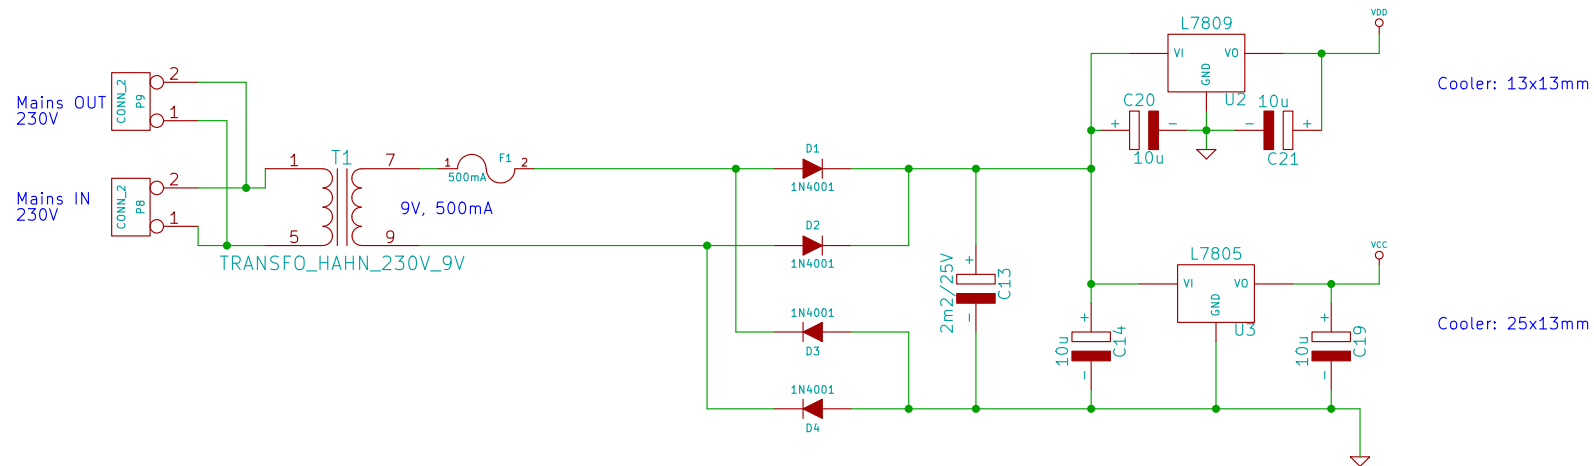 Mains OUT
230V
CONN_2
P9
2
1
Mains IN
230V
CONN_2
P8
2
1
1
5
T1
7
9
TRANSFO_HAHN_230V_9V
9V, 500mA
1
500mA
F1
2
D1
1N4001
D2
1N4001
1N4001
D3
1N4001
D4
+
-
2m2/25V
C13
L7809
VI
VO
GND
U2
VDD
C20
+
-
10u
10u
-
+
C21
Cooler: 13x13mm
L7805
VI
VO
GND
U3
VCC
+
-
10u
C14
+
-
10u
C19
Cooler: 25x13mm